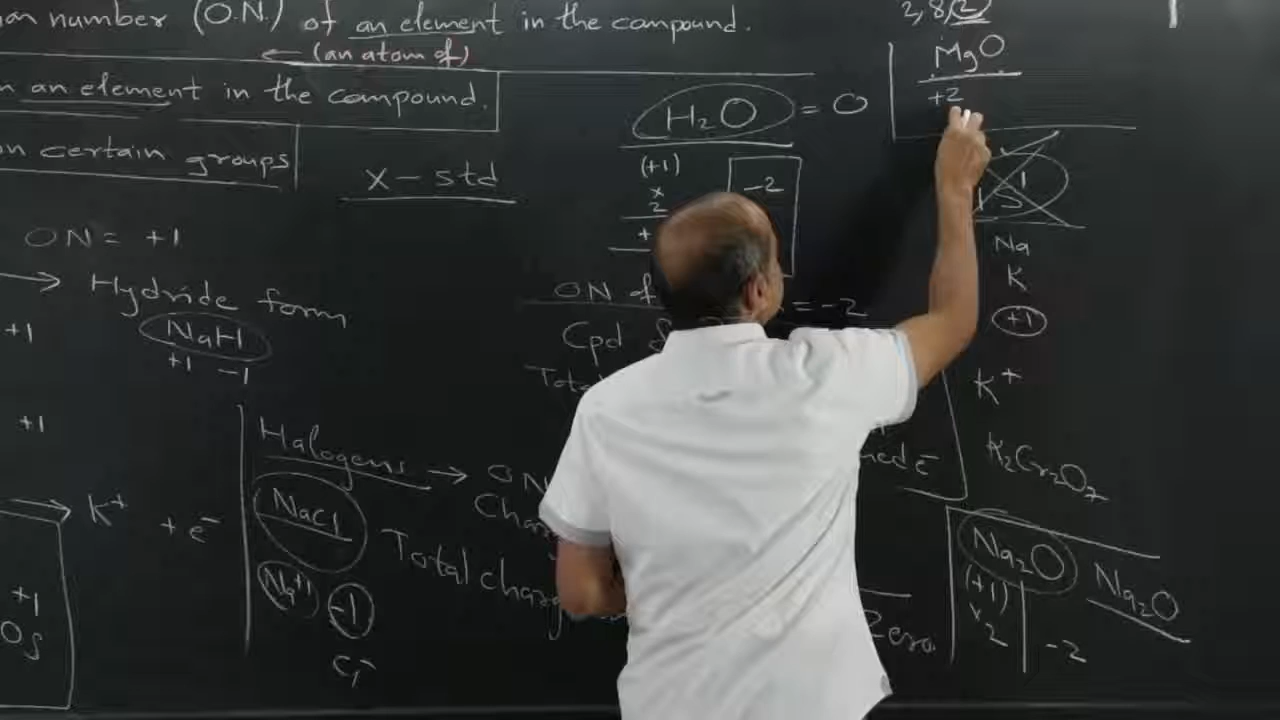 number (O.N.) of an element in the compound.
(an atom of)
an element in the compound.
on certain groups
X - std
ON = +1
Hydride form
NaH
+1 -1
+1
+1
K⁺ + e⁻
+1
Halogens → ON
NaCl
Na⁺¹ -1
Cl⁻
Total
H₂O = 0
(+1)
x
2
+
-2
ON of = -2
Cpd
Zero
2,8,2
MgO
+2
Na
K
+1
K⁺
K₂Cr₂O₇
Na₂O Na₂O
(+1)
x
2
-2